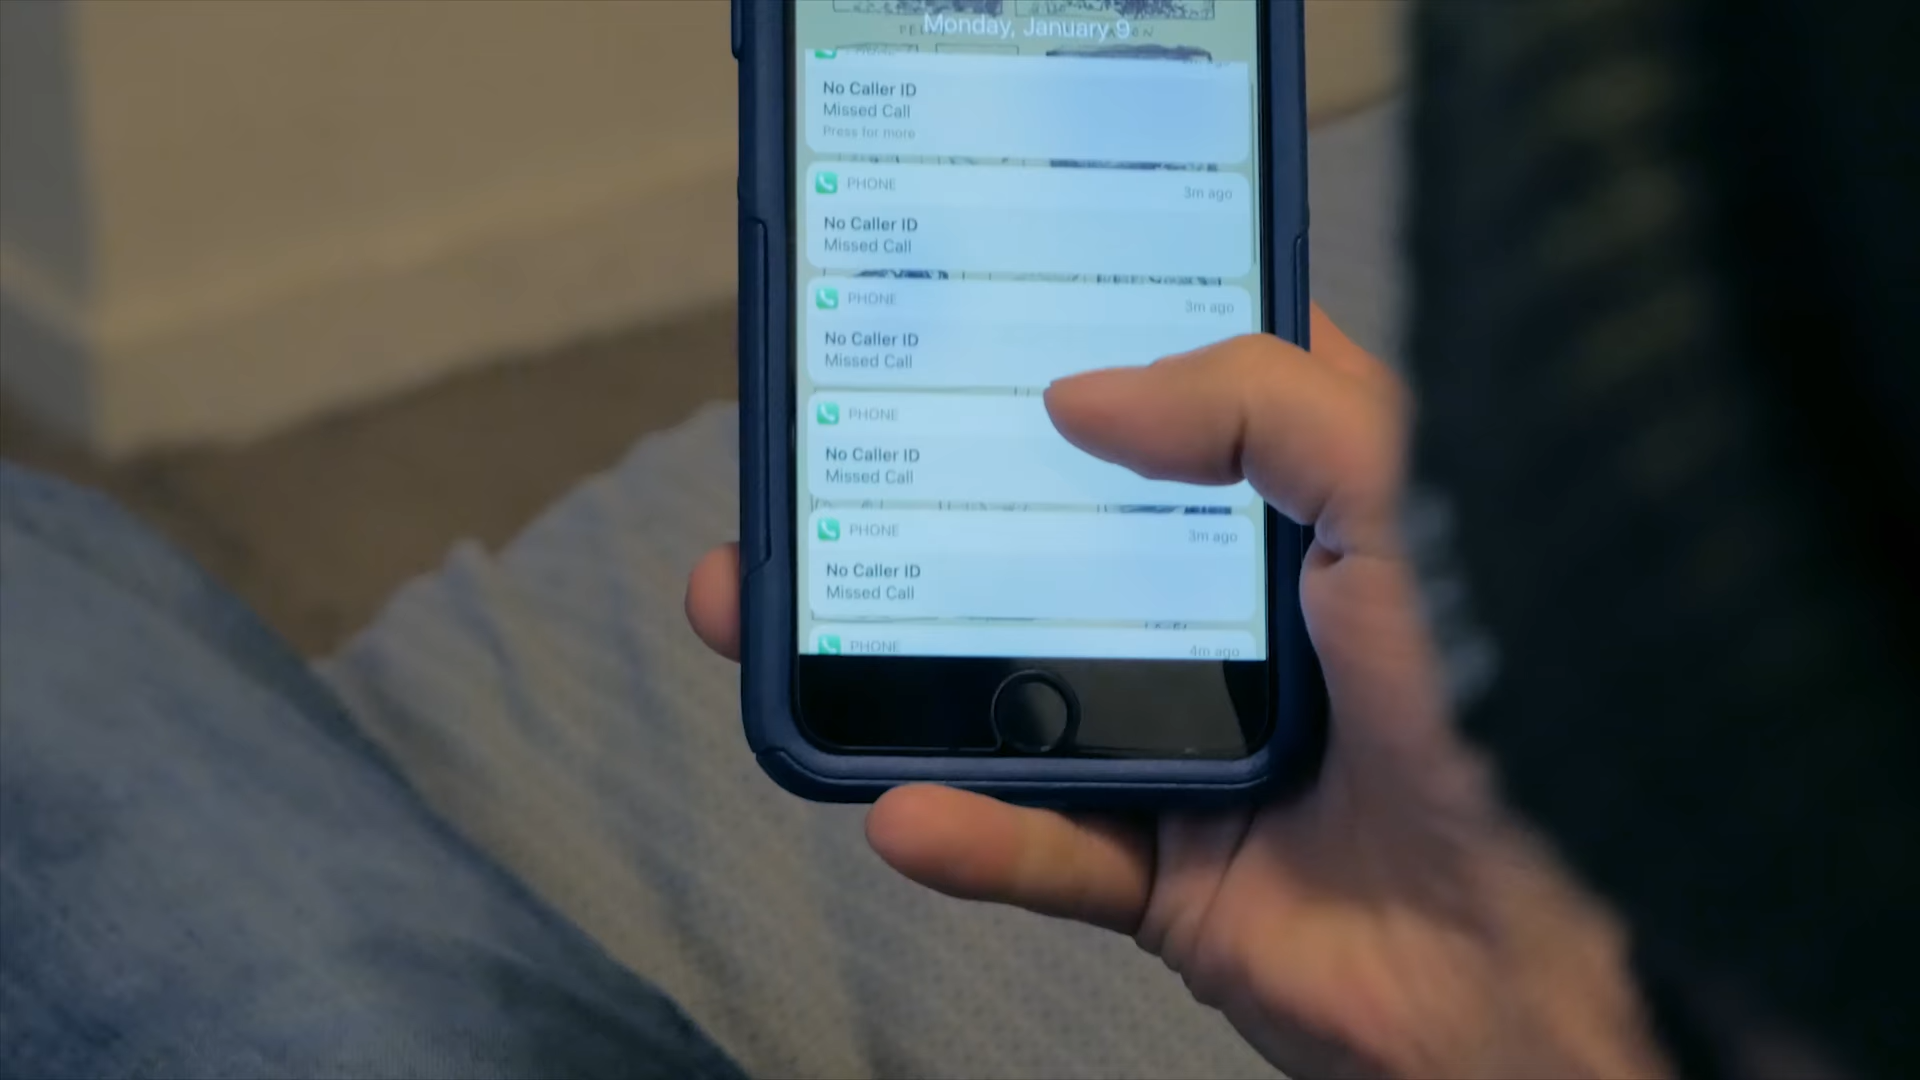 Monday, January 9
PHONE
No Caller ID
Missed Call
Press for more
PHONE
3m ago
No Caller ID
Missed Call
PHONE
3m ago
No Caller ID
Missed Call
PHONE
No Caller ID
Missed Call
PHONE
3m ago
No Caller ID
Missed Call
PHONE
4m ago